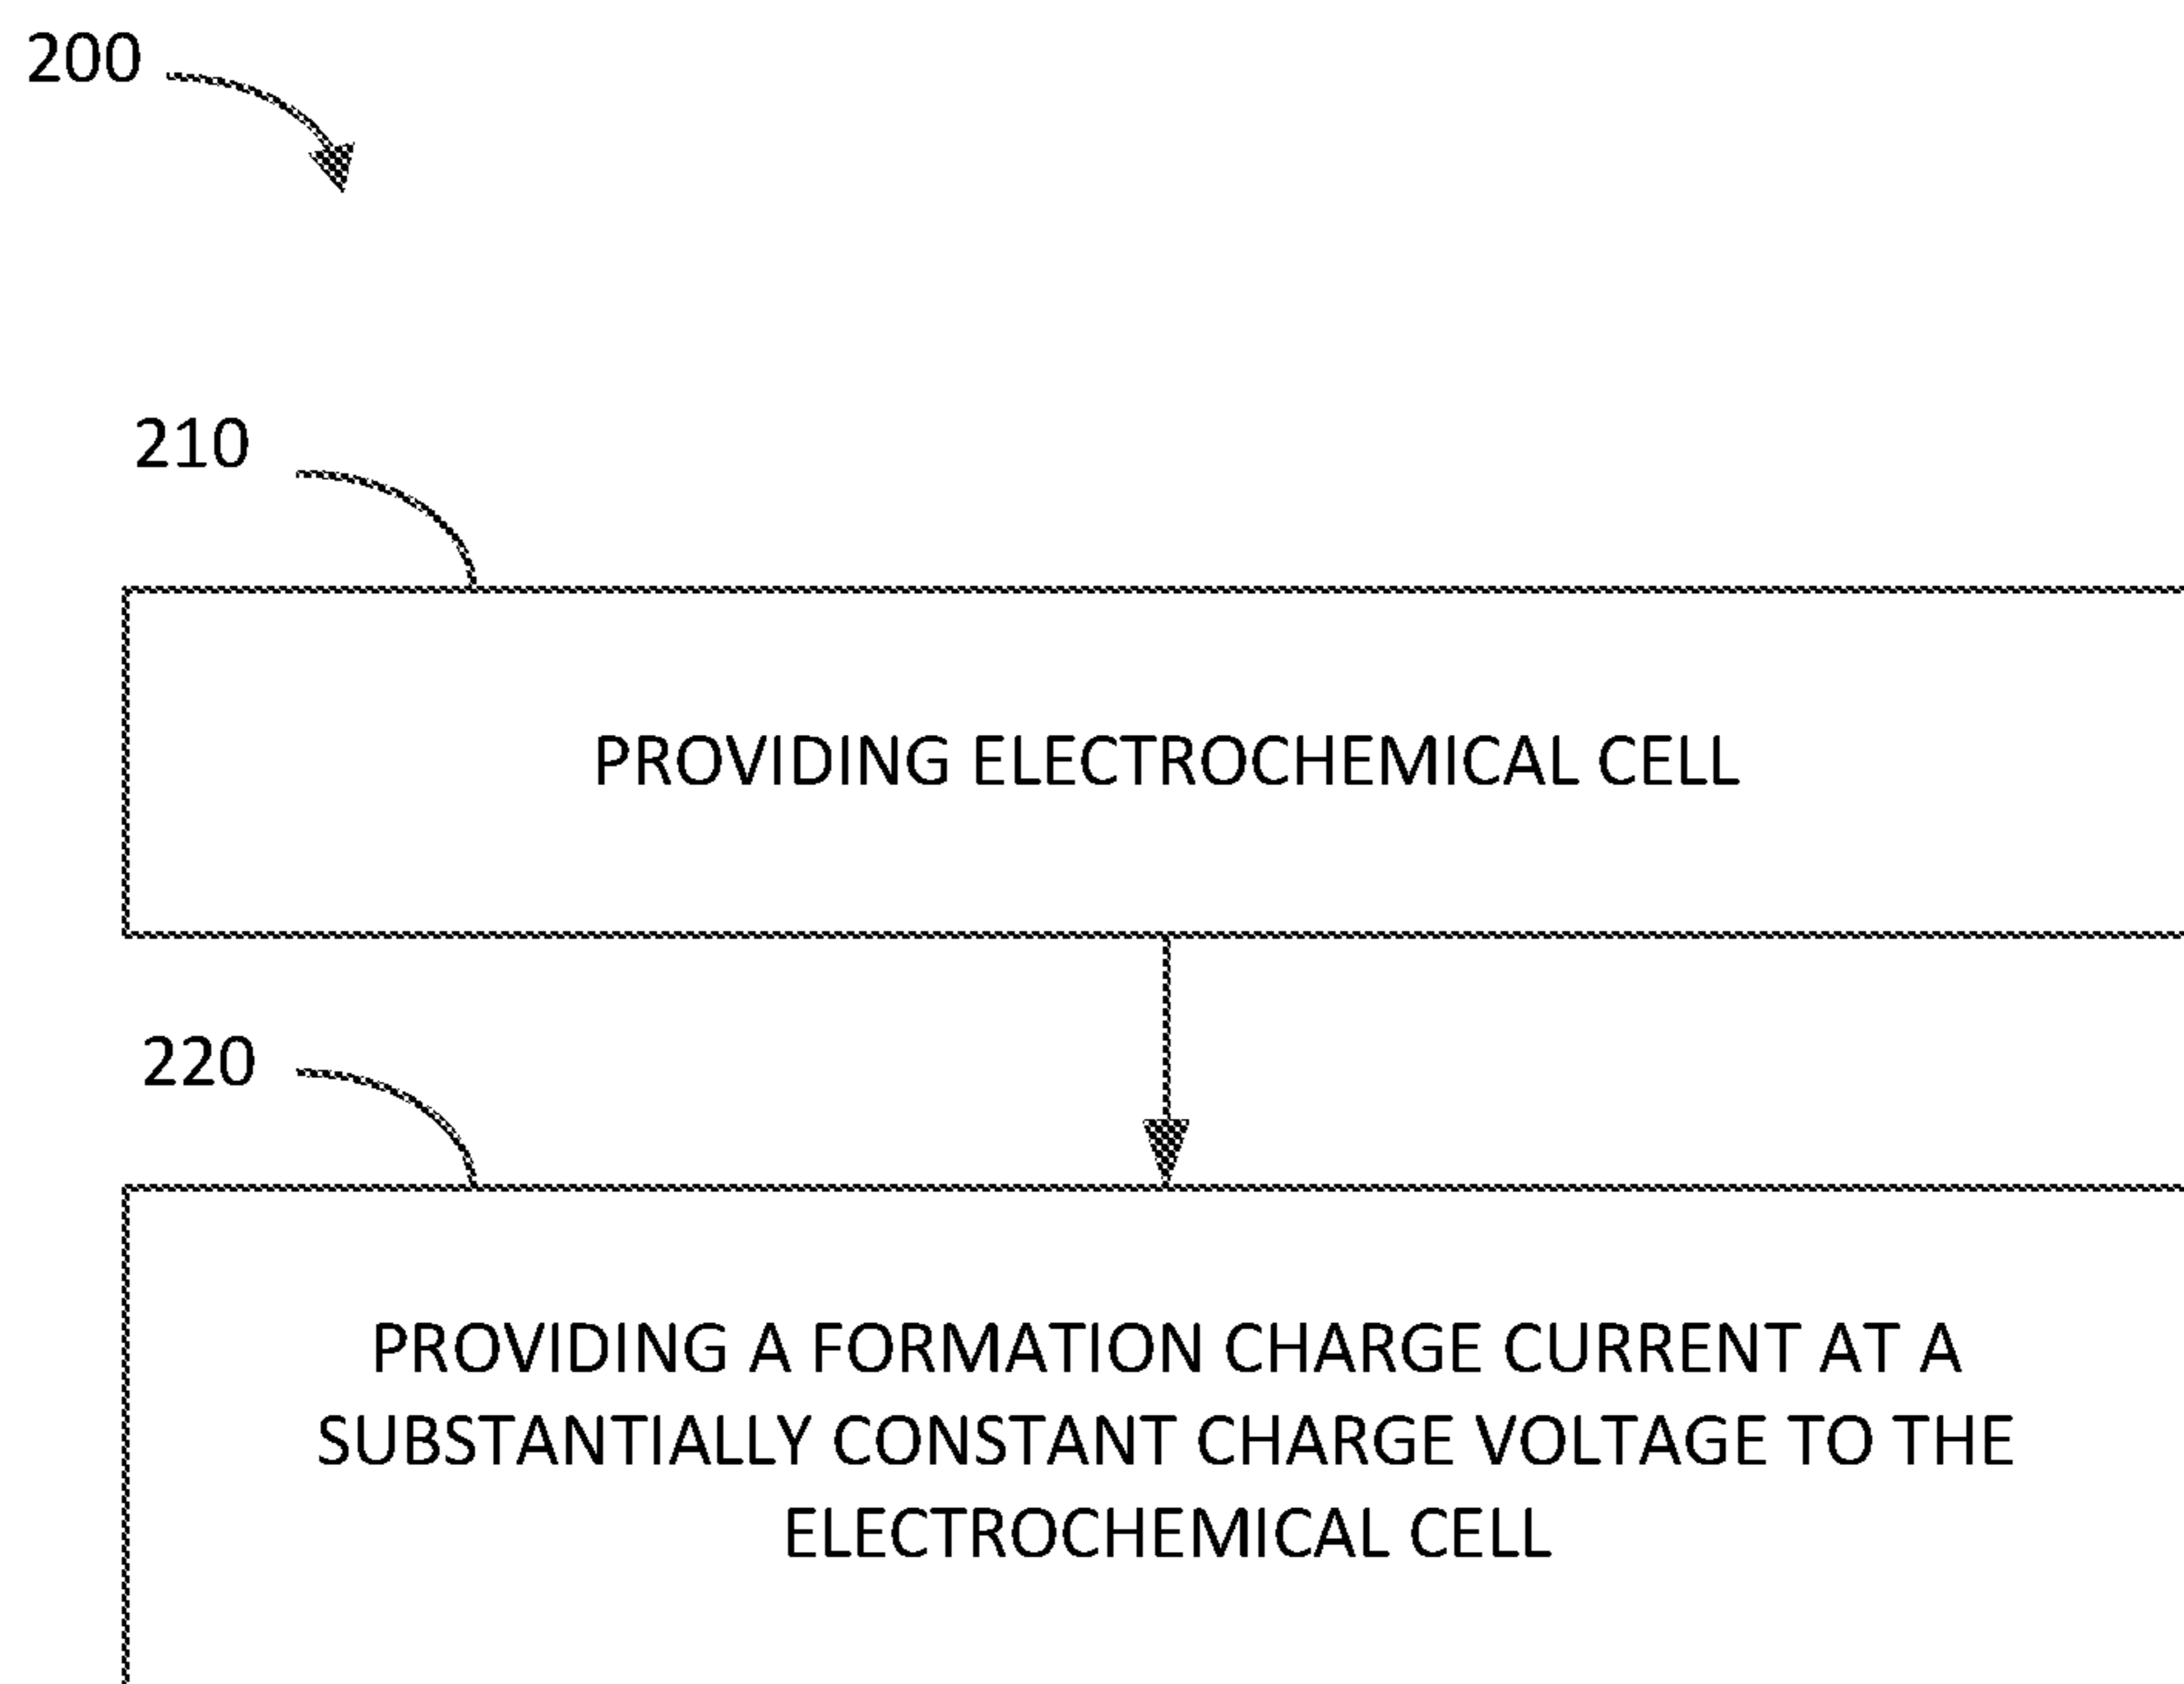 200
210
PROVIDING ELECTROCHEMICAL CELL
220
PROVIDING A FORMATION CHARGE CURRENT AT A
SUBSTANTIALLY CONSTANT CHARGE VOLTAGE TO THE
ELECTROCHEMICAL CELL